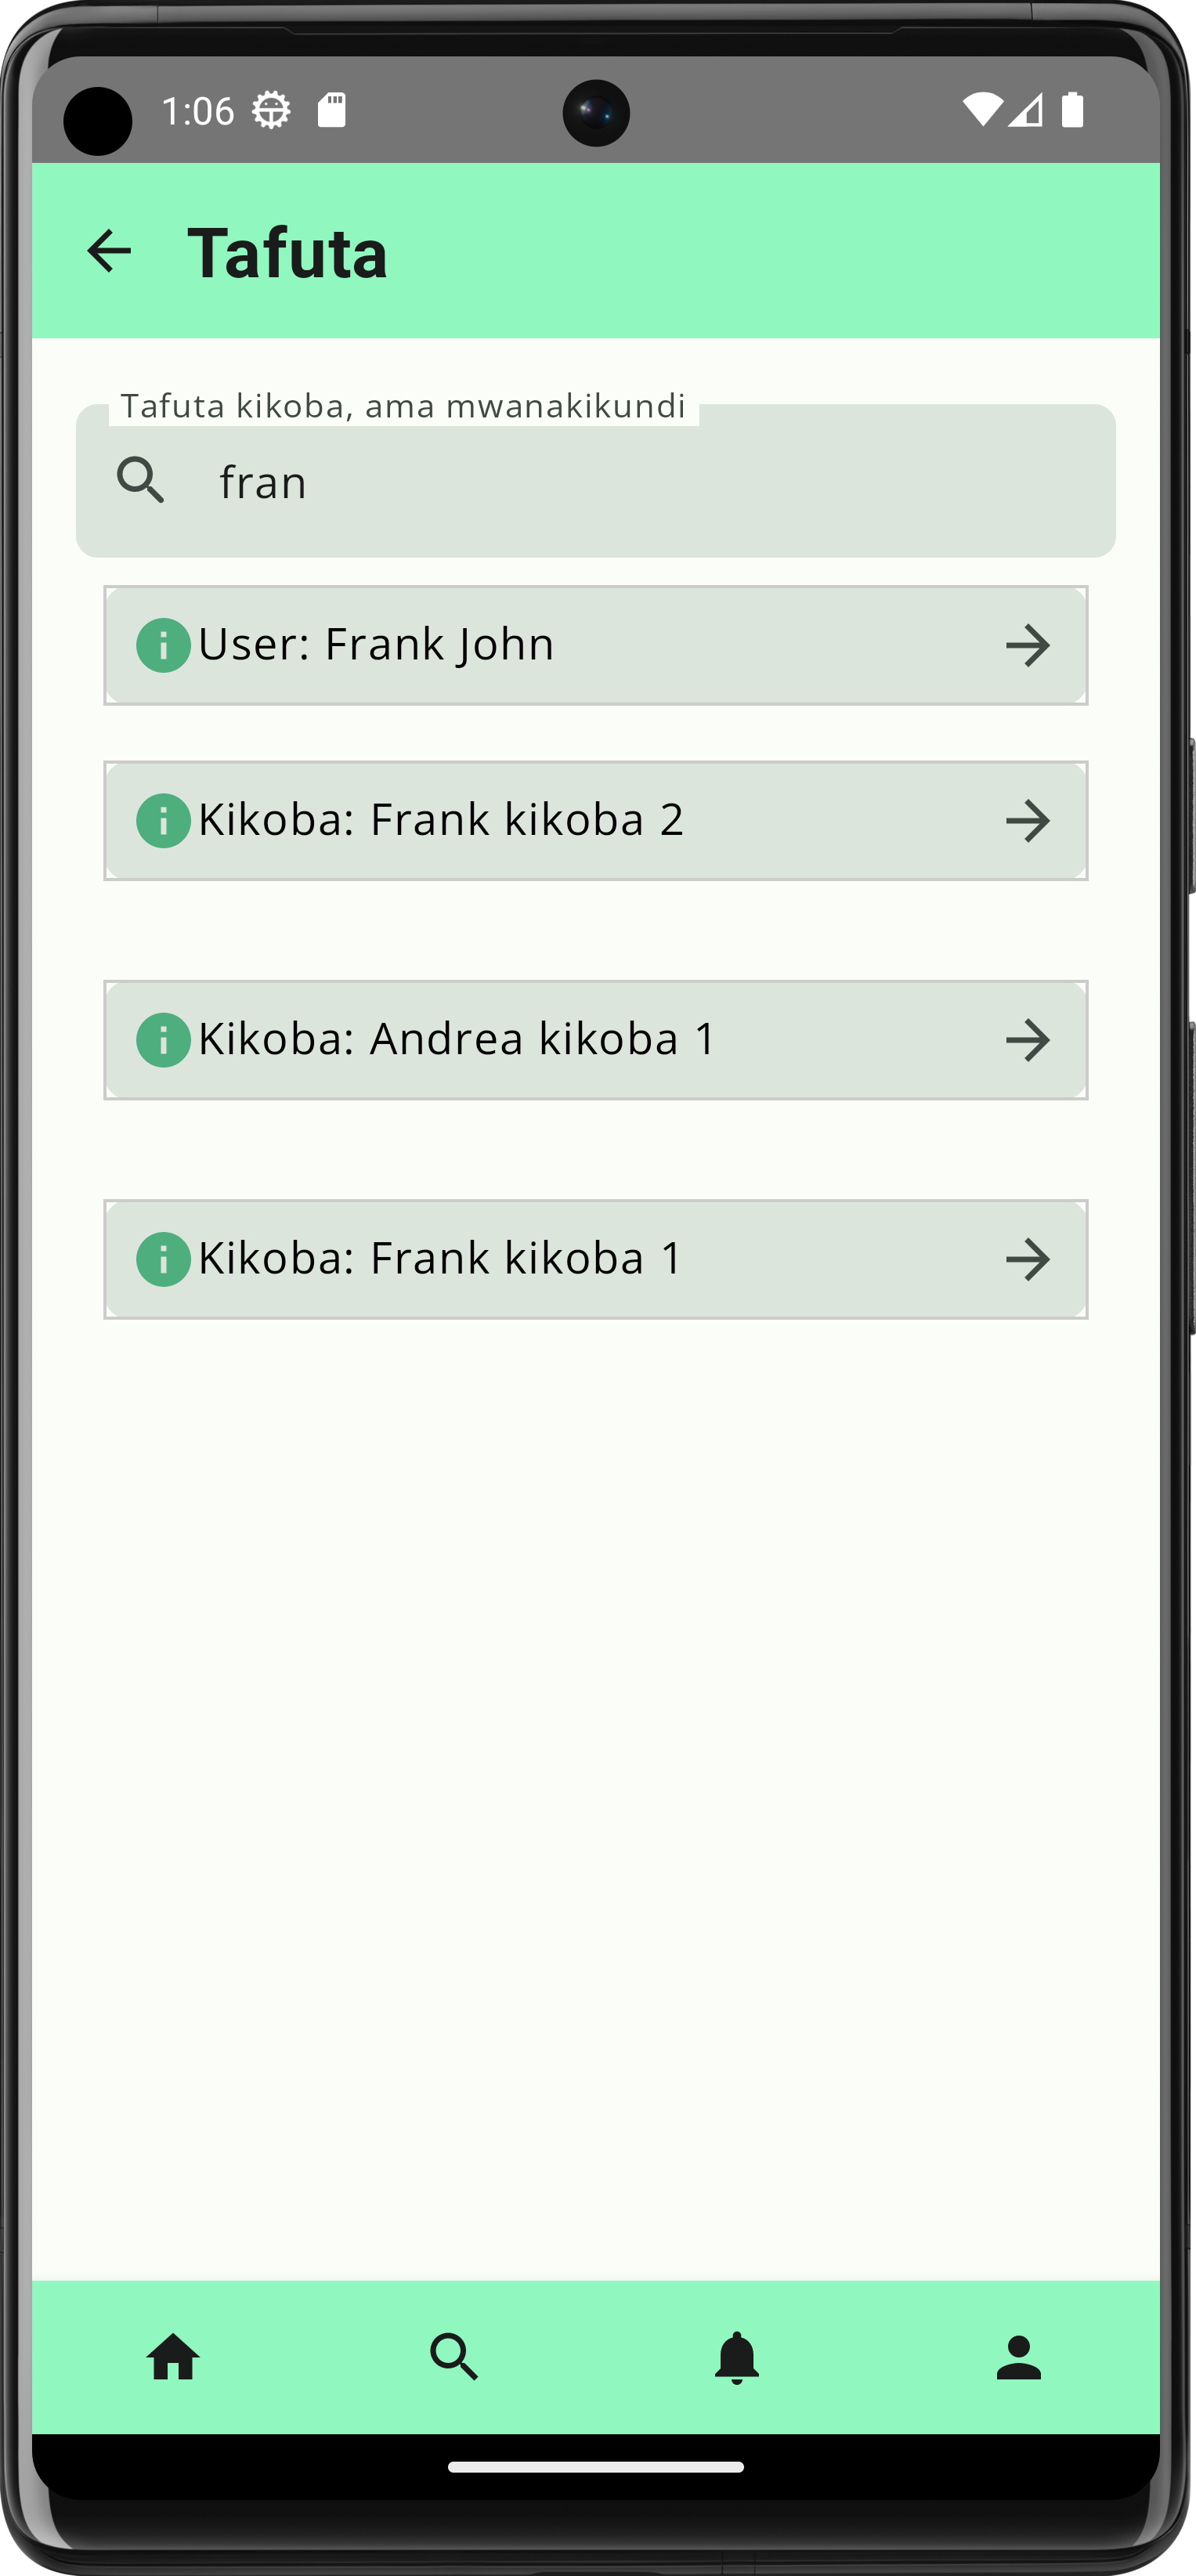 1:06
Tafuta
Tafuta kikoba, ama mwanakikundi
fran
User: Frank John
Kikoba: Frank kikoba 2
Kikoba: Andrea kikoba 1
Kikoba: Frank kikoba 1